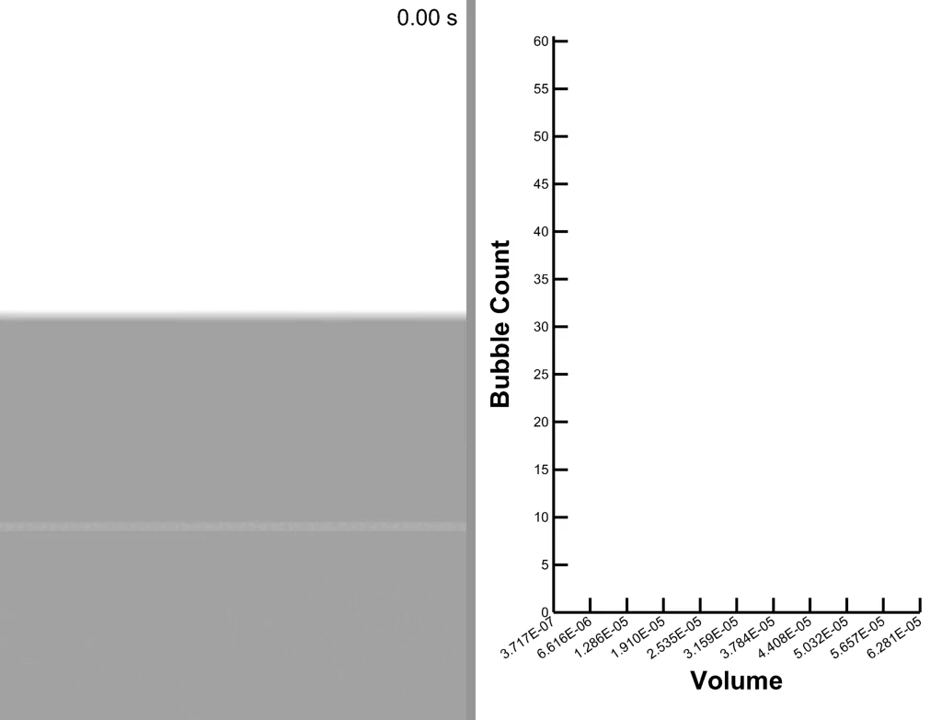 0.00 s
60
55
50
45
40
35
30
25
20
15
10
5
0
Bubble Count
3.717E-07
6.616E-06
1.286E-05
1.910E-05
2.535E-05
3.159E-05
3.784E-05
4.408E-05
5.032E-05
5.657E-05
6.281E-05
Volume